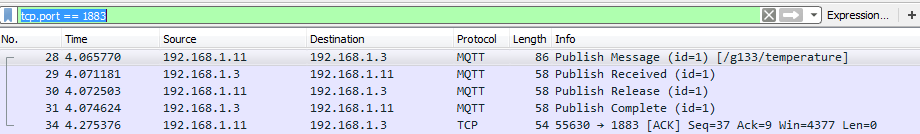 tcp.port == 1883 Expression... +
No. Time Source Destination Protocol Length Info
28 4.065770 192.168.1.11 192.168.1.3 MQTT 86 Publish Message (id=1) [/g133/temperature]
29 4.071181 192.168.1.3 192.168.1.11 MQTT 58 Publish Received (id=1)
30 4.072503 192.168.1.11 192.168.1.3 MQTT 58 Publish Release (id=1)
31 4.074624 192.168.1.3 192.168.1.11 MQTT 58 Publish Complete (id=1)
34 4.275376 192.168.1.11 192.168.1.3 TCP 54 55630 → 1883 [ACK] Seq=37 Ack=9 Win=4377 Len=0